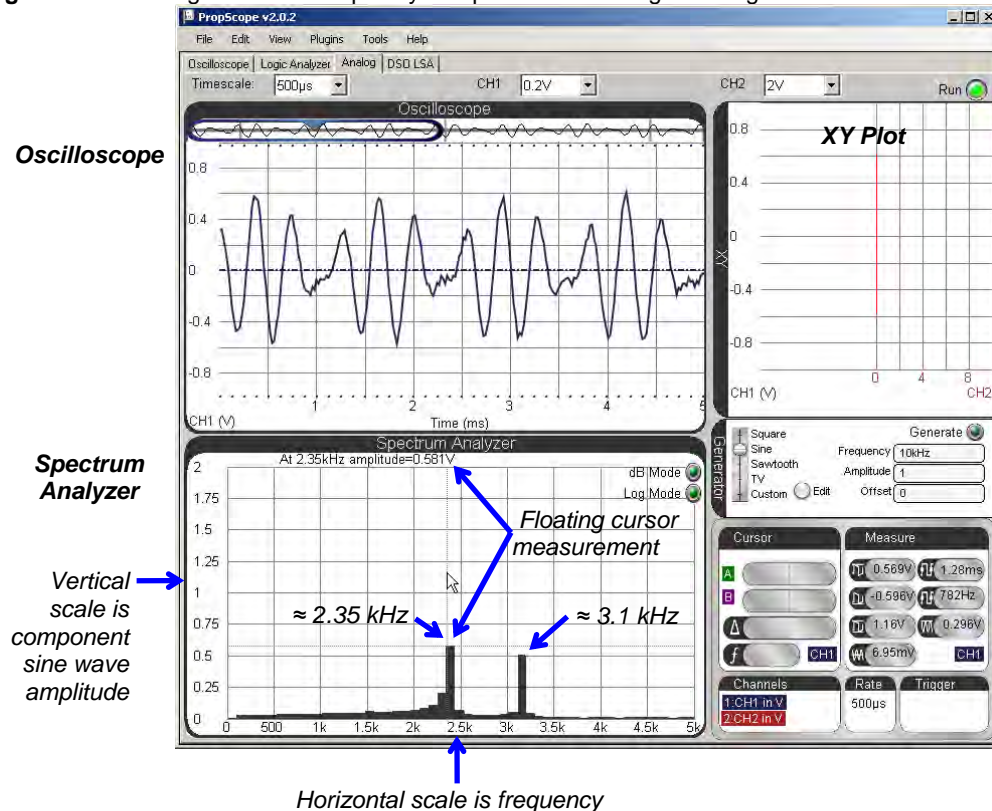 PropScope v2.0.2
File Edit View Plugins Tools Help
Oscilloscope Logic Analyzer Analog DSO LSA
Timescale: 500µs CH1 0.2V CH2 2V Run
Oscilloscope
Oscilloscope
0.8
0.4
0
-0.4
-0.8
1 2 3 4 5
CH1 (V) Time (ms)
XY Plot
XY
0.8
0.4
0
-0.4
-0.8
0 4 8
CH1 (V) CH2
Spectrum Analyzer
Spectrum
Analyzer
At 2.35kHz amplitude=0.581V
dB Mode
Log Mode
2
1.75
1.5
1.25
1
0.75
0.5
0.25
0
0 500 1k 1.5k 2k 2.5k 3k 3.5k 4k 4.5k 5k
Floating cursor
measurement
≈ 2.35 kHz
≈ 3.1 kHz
Vertical
scale is
component
sine wave
amplitude
Horizontal scale is frequency
Generator
Square
Sine
Sawtooth
TV
Custom Edit
Generate
Frequency 10kHz
Amplitude 1
Offset 0
Cursor
A
B
Δ
f CH1
Measure
0.569V 1.28ms
-0.596V 782Hz
1.16V 0.296V
6.95mV CH1
Channels
1:CH1 in V
2:CH2 in V
Rate
500µs
Trigger